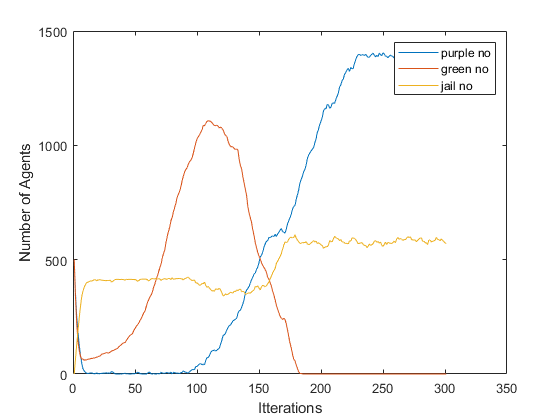 1500
purple no
green no
jail no
1000
Number of Agents
500
0
0 50 100 150 200 250 300 350
Itterations